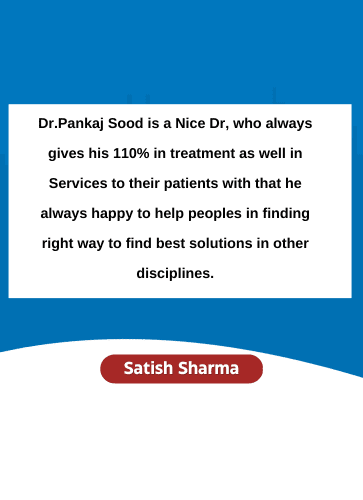 Dr.Pankaj Sood is a Nice Dr, who always
gives his 110% in treatment as well in
Services to their patients with that he
always happy to help peoples in finding
right way to find best solutions in other
disciplines.
Satish Sharma